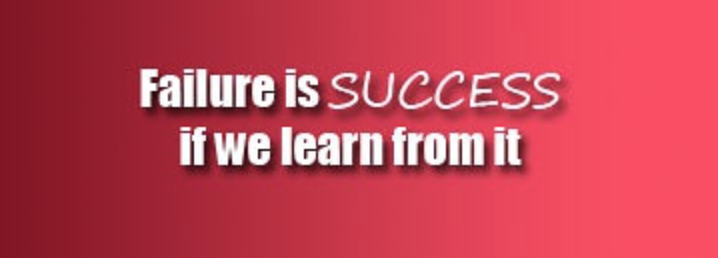 Failure is SUCCESS
if we learn from it